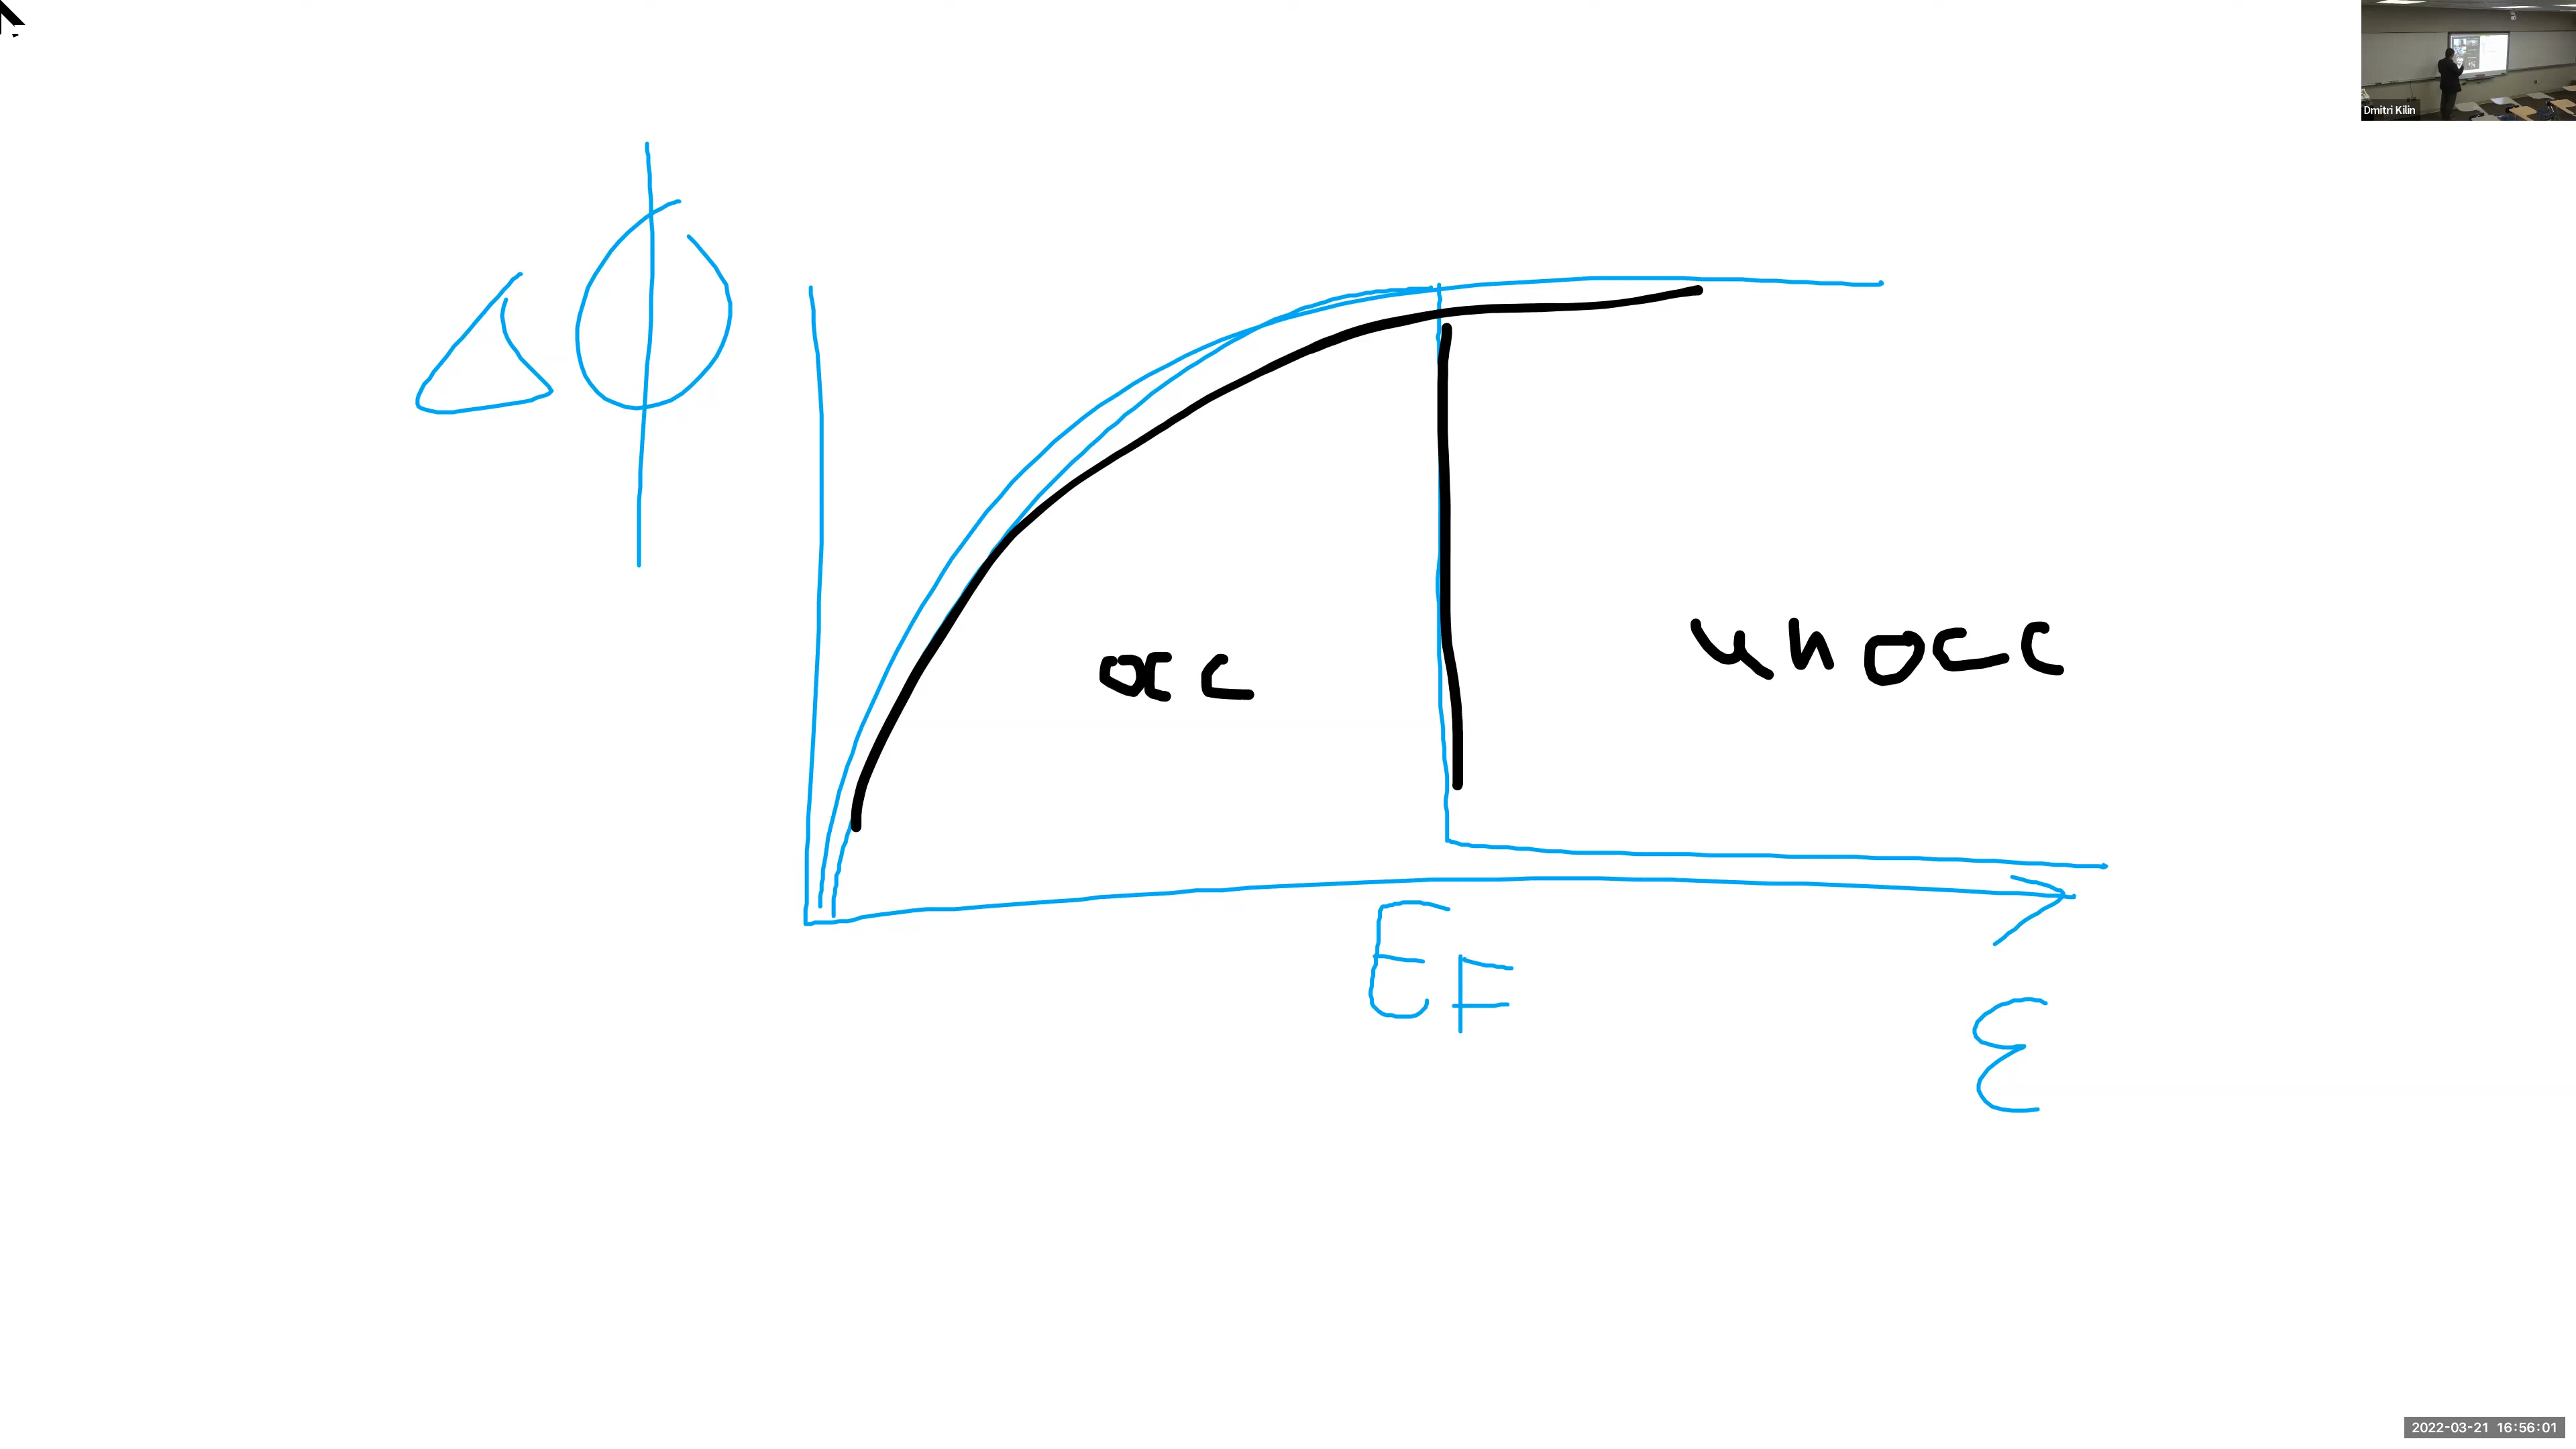 Dmitri Kilin
ΔΦ
occ
unocc
EF
ε
2022-03-21 16:56:01